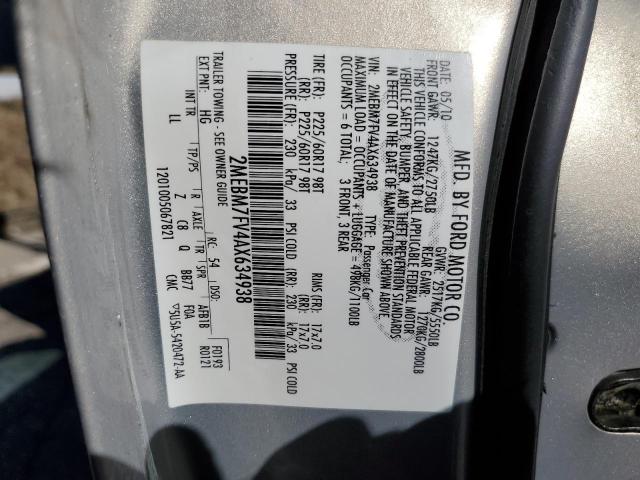 MFD. BY FORD MOTOR CO.
DATE: 05/10 GVWR: 2517KG/5550LB
FRONT GAWR: 1247KG/2750LB REAR GAWR: 1270KG/2800LB
THIS VEHICLE CONFORMS TO ALL APPLICABLE FEDERAL MOTOR
VEHICLE SAFETY, BUMPER, AND THEFT PREVENTION STANDARDS
IN EFFECT ON THE DATE OF MANUFACTURE SHOWN ABOVE.
VIN: 2MEBM7FV4AX634938 TYPE: Passenger Car
MAXIMUM LOAD = OCCUPANTS + LUGGAGE = 498KG/1100LB
OCCUPANTS = 6 TOTAL, 3 FRONT, 3 REAR
TIRE (FR): P225/60R17 98T RIMS (FR): 17x7.0
(RR): P225/60R17 98T (RR): 17x7.0
PRESSURE (FR): 230 kPa/ 33 PSI COLD (RR): 230 kPa/ 33 PSI COLD
2MEBM7FV4AX634938
TRAILER TOWING - SEE OWNER GUIDE
EXT PNT: HG RC: 54 DSO: F0193 R0121
INT TR TP/PS R AXLE TR SPR A/FB1B
LL Z CB Q BB77 F0A
1201005067821 CMC 5U5A-5420472-AA